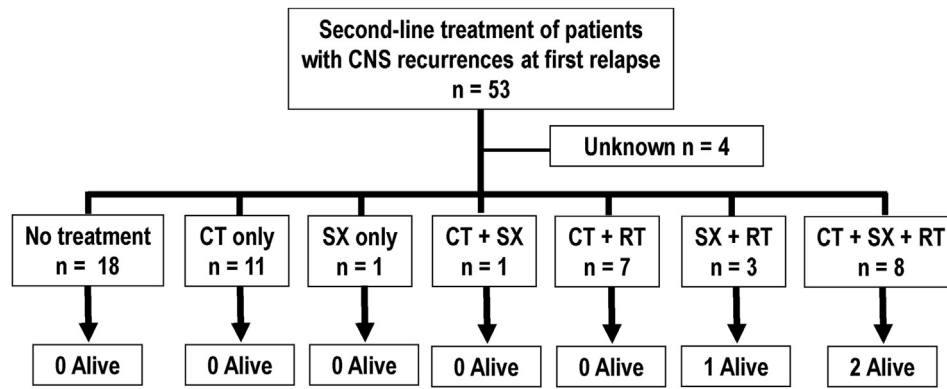 Second-line treatment of patients
with CNS recurrences at first relapse
n = 53
Unknown n = 4
No treatment
n = 18
CT only
n = 11
SX only
n = 1
CT + SX
n = 1
CT + RT
n = 7
SX + RT
n = 3
CT + SX + RT
n = 8
0 Alive
0 Alive
0 Alive
0 Alive
0 Alive
1 Alive
2 Alive